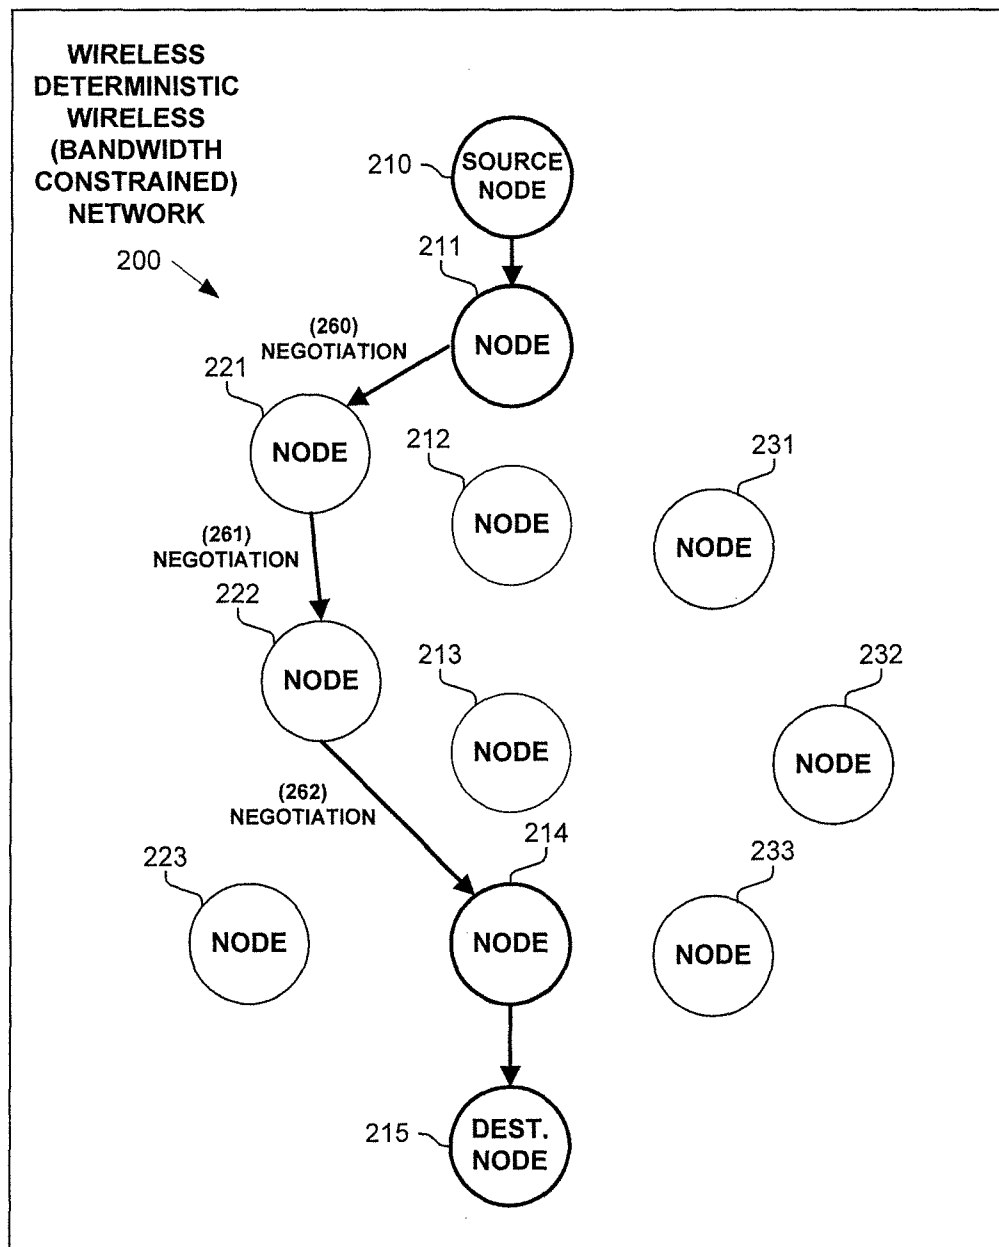 WIRELESS
DETERMINISTIC
WIRELESS
(BANDWIDTH
CONSTRAINED)
NETWORK
200
210
SOURCE
NODE
211
NODE
(260)
NEGOTIATION
221
NODE
212
NODE
231
NODE
(261)
NEGOTIATION
222
NODE
213
NODE
232
NODE
(262)
NEGOTIATION
214
NODE
223
NODE
233
NODE
215
DEST.
NODE